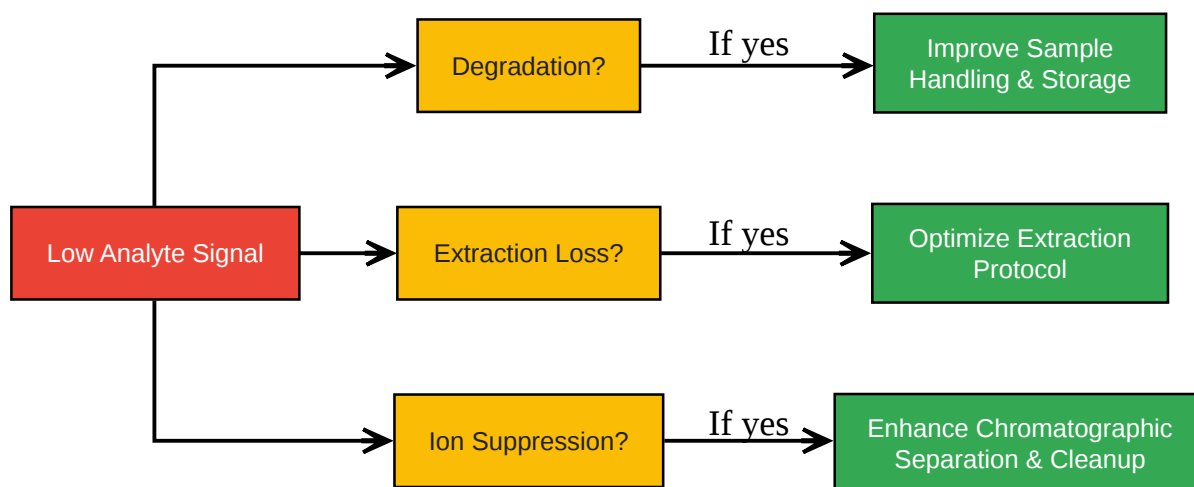 Degradation?
If yes
Improve Sample
Handling & Storage
Low Analyte Signal
Extraction Loss?
If yes
Optimize Extraction
Protocol
Ion Suppression?
If yes
Enhance Chromatographic
Separation & Cleanup